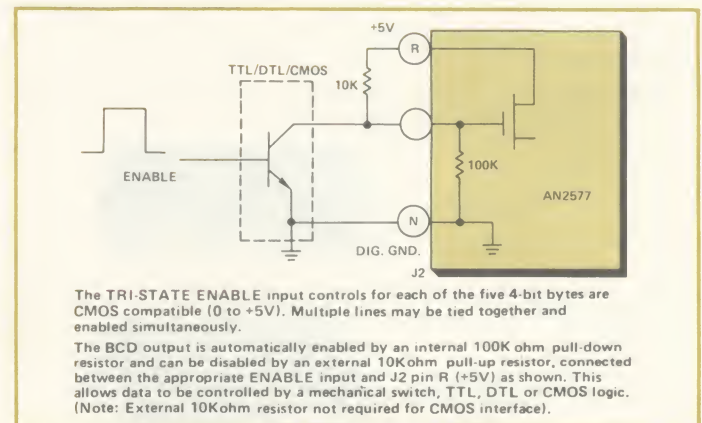 +5V
R
TTL/DTL/CMOS
10K
ENABLE
100K
AN2577
N
DIG. GND.
J2
The TRI-STATE ENABLE input controls for each of the five 4-bit bytes are
CMOS compatible (0 to +5V). Multiple lines may be tied together and
enabled simultaneously.
The BCD output is automatically enabled by an internal 100K ohm pull-down
resistor and can be disabled by an external 10Kohm pull-up resistor, connected
between the appropriate ENABLE input and J2 pin R (+5V) as shown. This
allows data to be controlled by a mechanical switch, TTL, DTL or CMOS logic.
(Note: External 10Kohm resistor not required for CMOS interface).